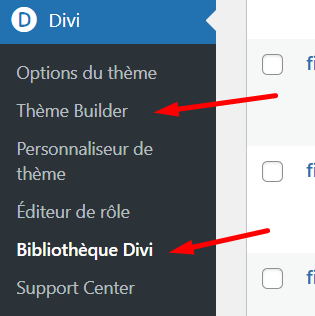 D Divi
Options du thème
Thème Builder
Personnaliseur de
thème
Éditeur de rôle
Bibliothèque Divi
Support Center